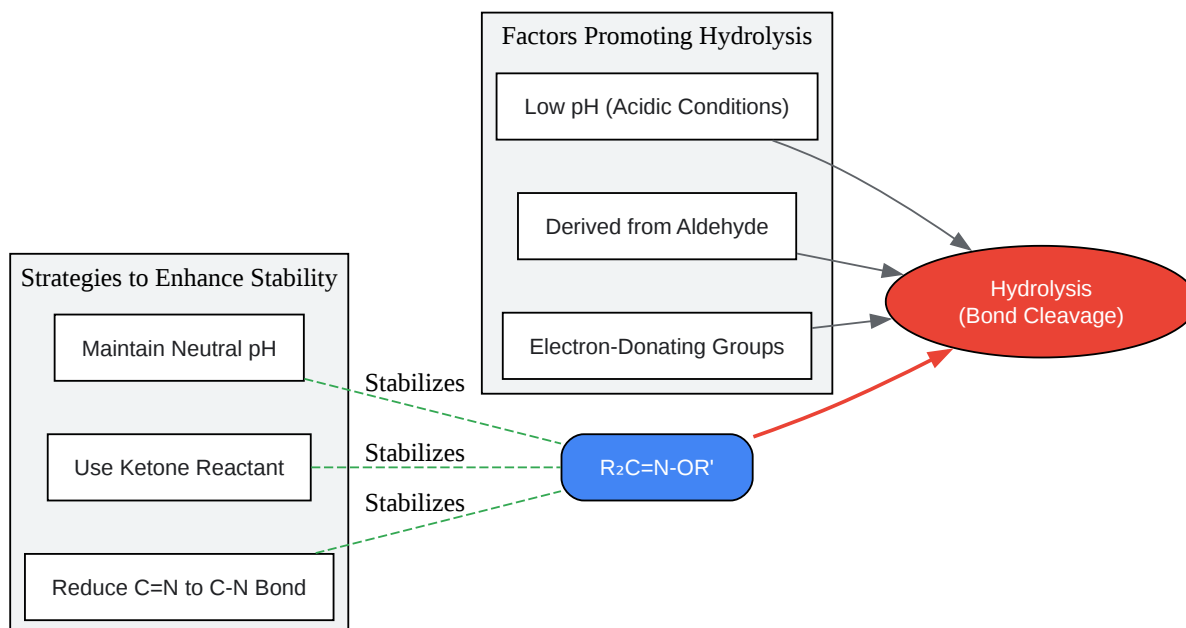 Factors Promoting Hydrolysis
Low pH (Acidic Conditions)
Derived from Aldehyde
Electron-Donating Groups
Hydrolysis
(Bond Cleavage)
Strategies to Enhance Stability
Maintain Neutral pH
Use Ketone Reactant
Reduce C=N to C-N Bond
Stabilizes
Stabilizes
Stabilizes
R₂C=N-OR'